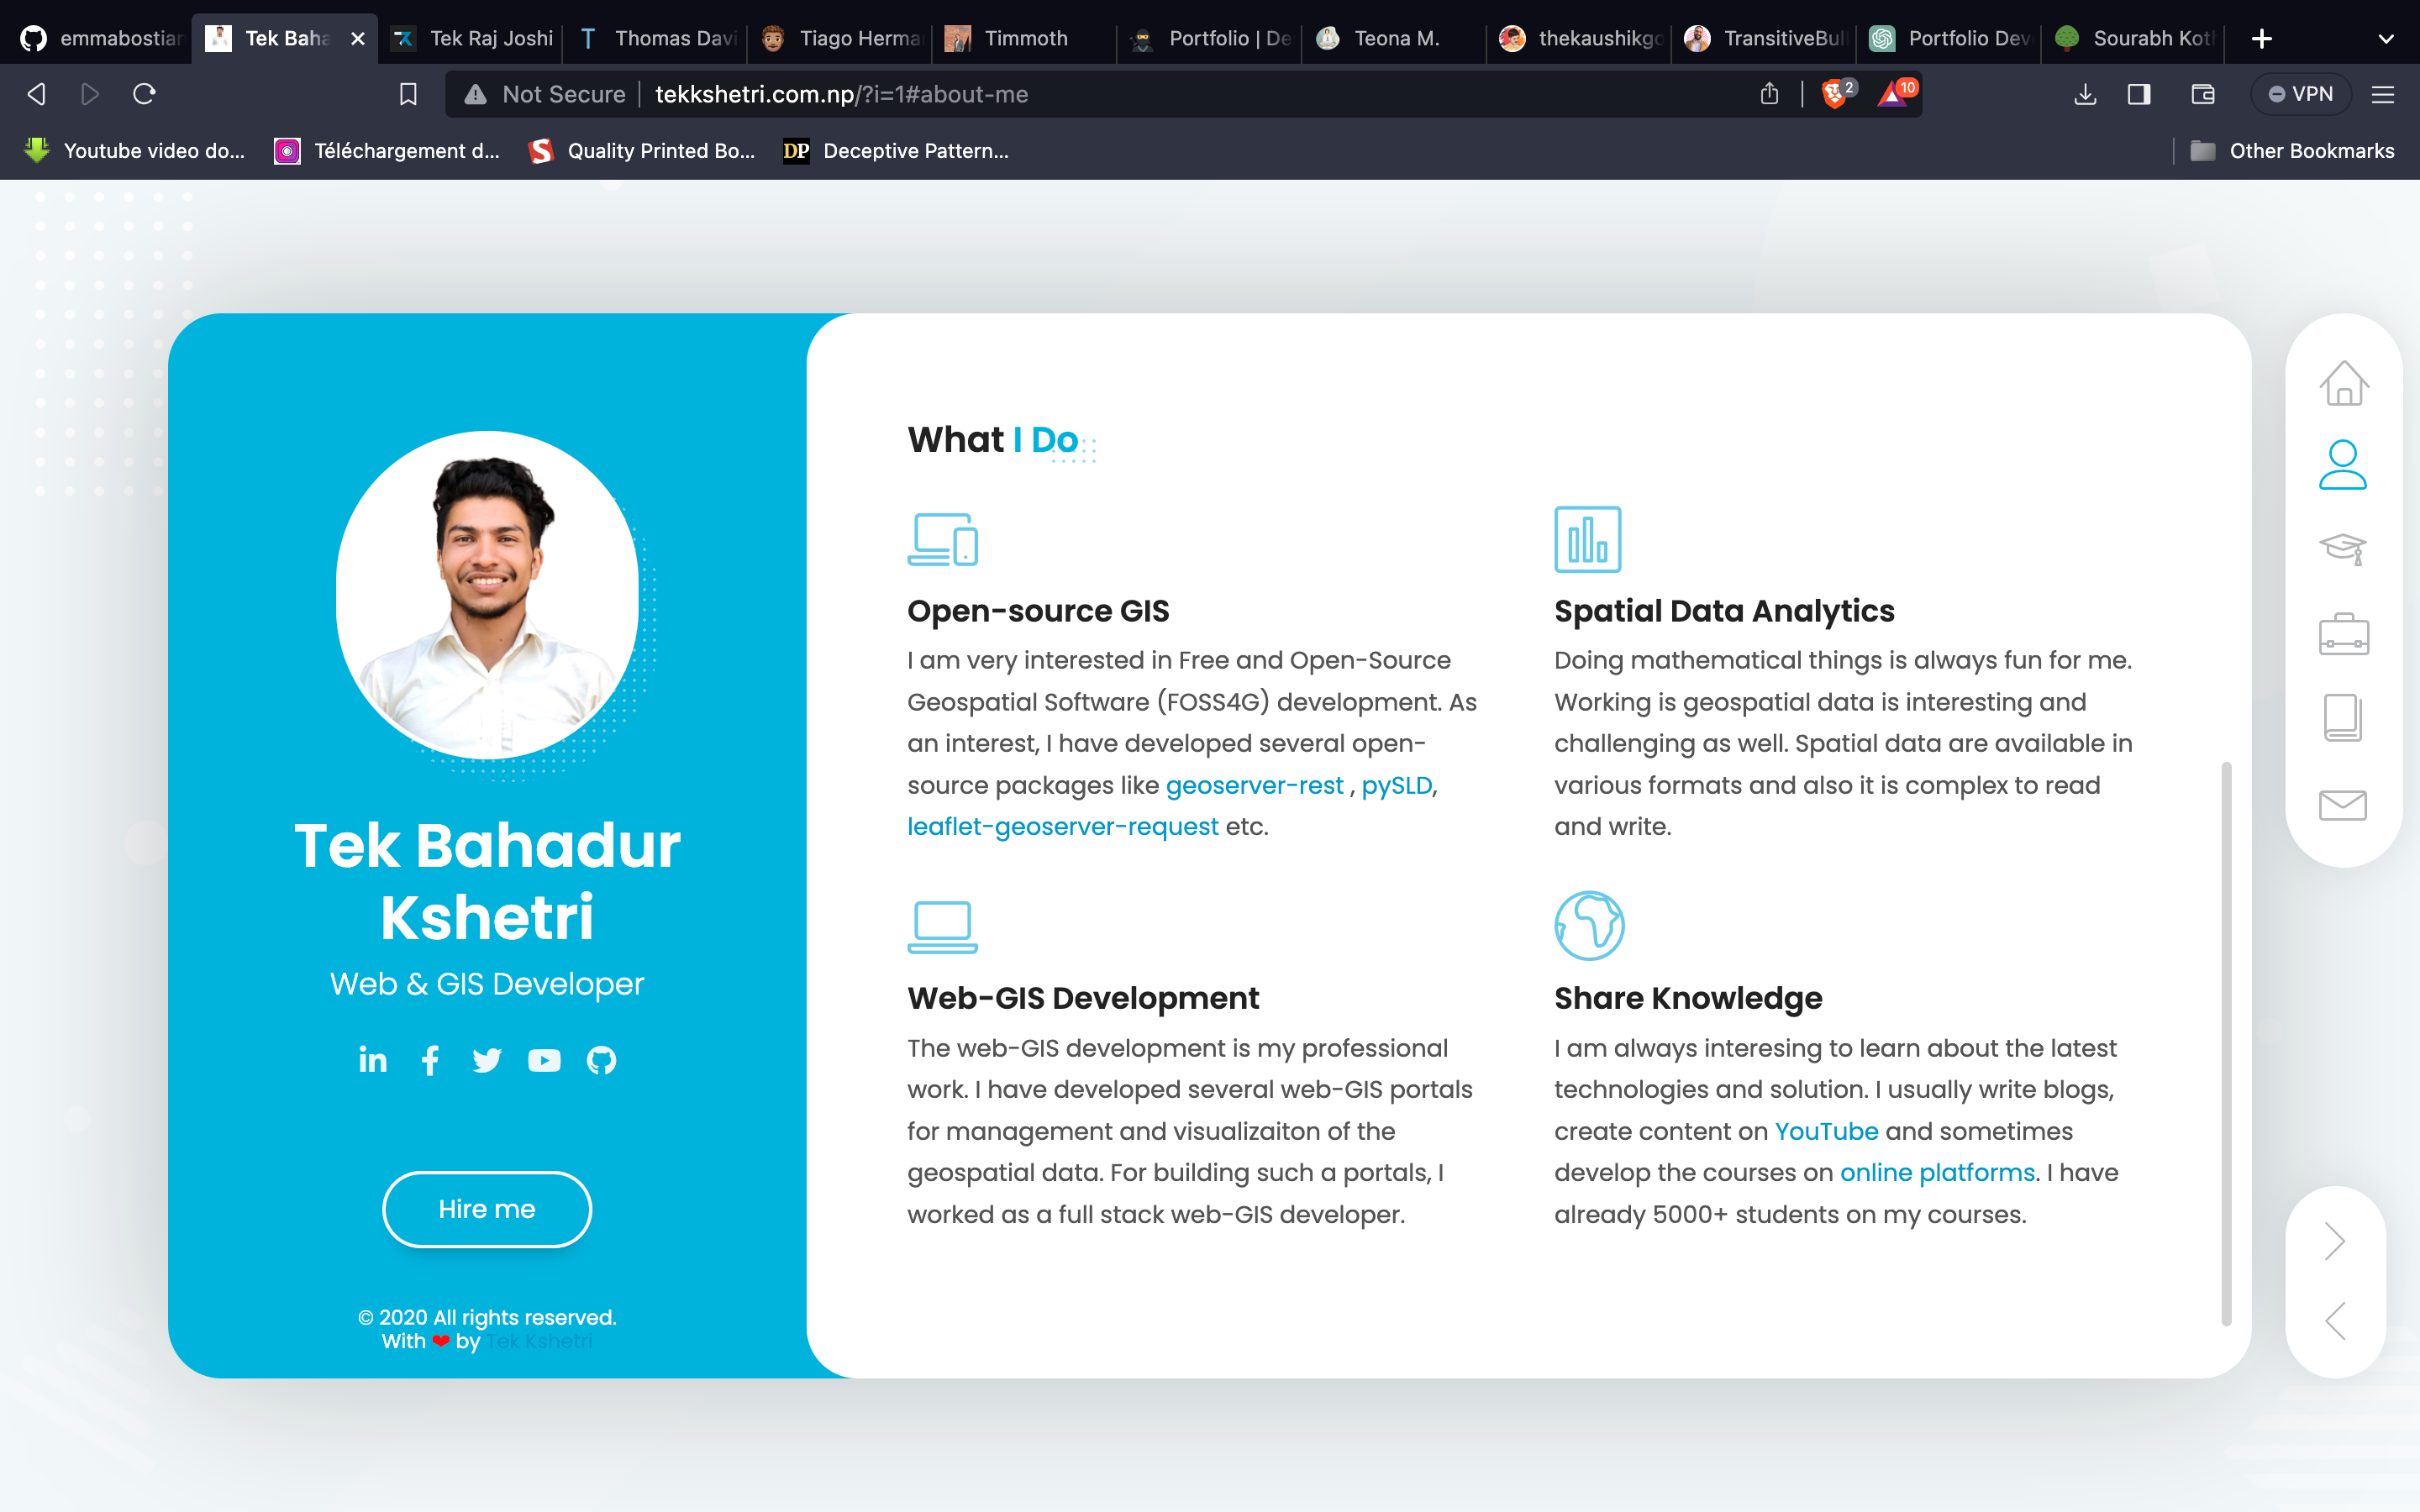 emmabostian
Tek Baha
Tek Raj Joshi
Thomas Davi
Tiago Herma
Timmoth
Portfolio | De
Teona M.
thekaushikgo
TransitiveBul
Portfolio Dev
Sourabh Kot
Not Secure
tekkshetri.com.np/?i=1#about-me
2
10
VPN
Youtube video do...
Téléchargement d...
Quality Printed Bo...
DP
Deceptive Pattern...
Other Bookmarks
Tek Bahadur
Kshetri
Web & GIS Developer
Hire me
© 2020 All rights reserved.
With ❤ by Tek Kshetri
What I Do
Open-source GIS
I am very interested in Free and Open-Source
Geospatial Software (FOSS4G) development. As
an interest, I have developed several open-
source packages like geoserver-rest , pySLD,
leaflet-geoserver-request etc.
Spatial Data Analytics
Doing mathematical things is always fun for me.
Working is geospatial data is interesting and
challenging as well. Spatial data are available in
various formats and also it is complex to read
and write.
Web-GIS Development
The web-GIS development is my professional
work. I have developed several web-GIS portals
for management and visualizaiton of the
geospatial data. For building such a portals, I
worked as a full stack web-GIS developer.
Share Knowledge
I am always interesing to learn about the latest
technologies and solution. I usually write blogs,
create content on YouTube and sometimes
develop the courses on online platforms. I have
already 5000+ students on my courses.